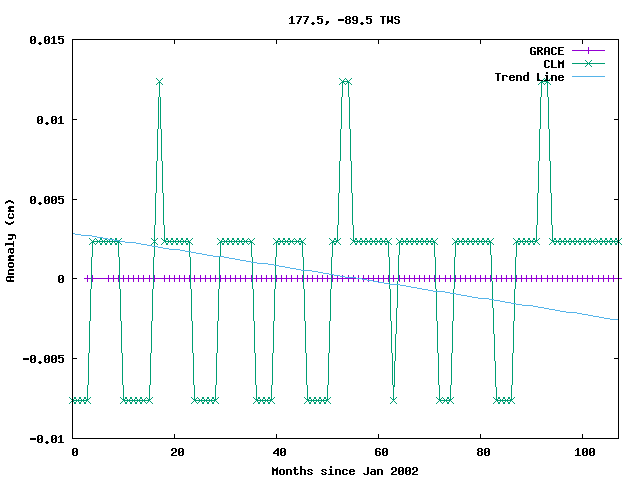 177.5, -89.5 TWS
GRACE
CLM
Trend Line
0.015
0.01
0.005
0
-0.005
-0.01
Anomaly (cm)
0 20 40 60 80 100
Months since Jan 2002